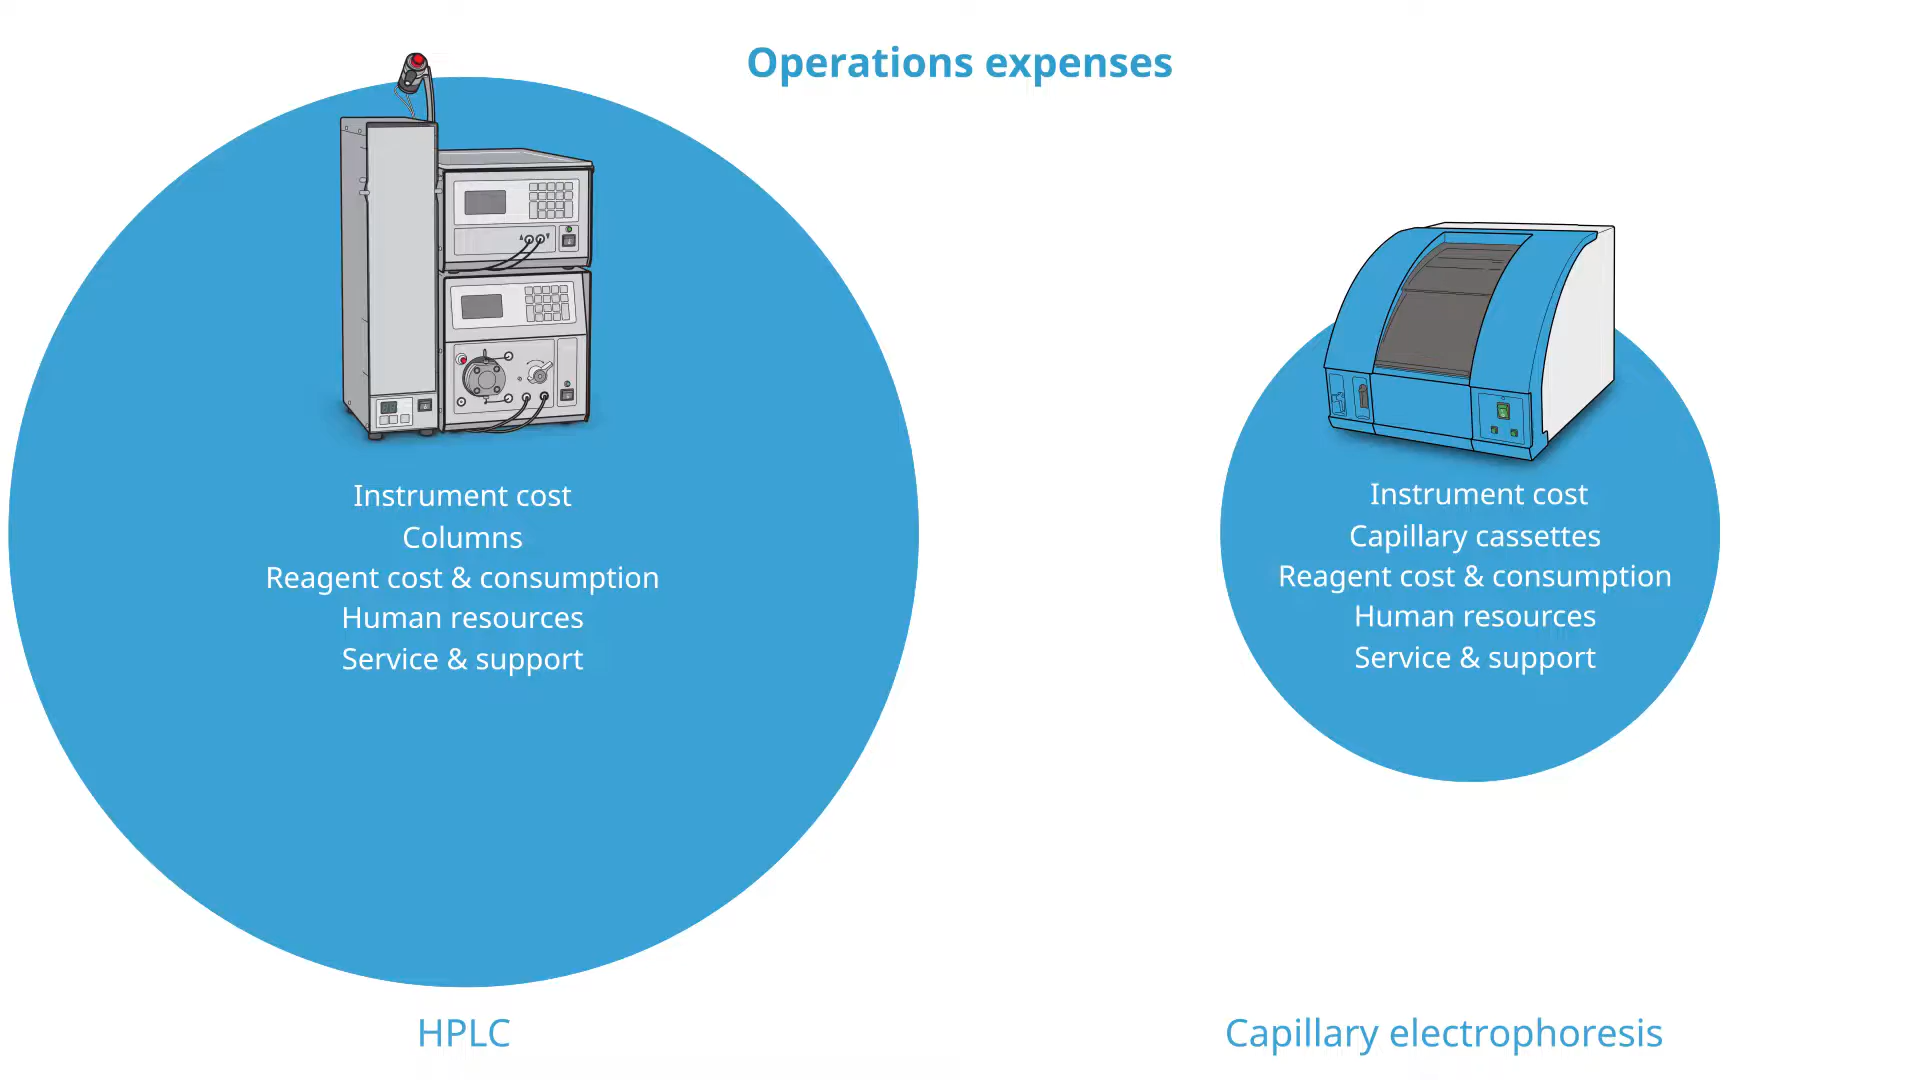 Operations expenses
Instrument cost
Columns
Reagent cost & consumption
Human resources
Service & support
HPLC
Instrument cost
Capillary cassettes
Reagent cost & consumption
Human resources
Service & support
Capillary electrophoresis